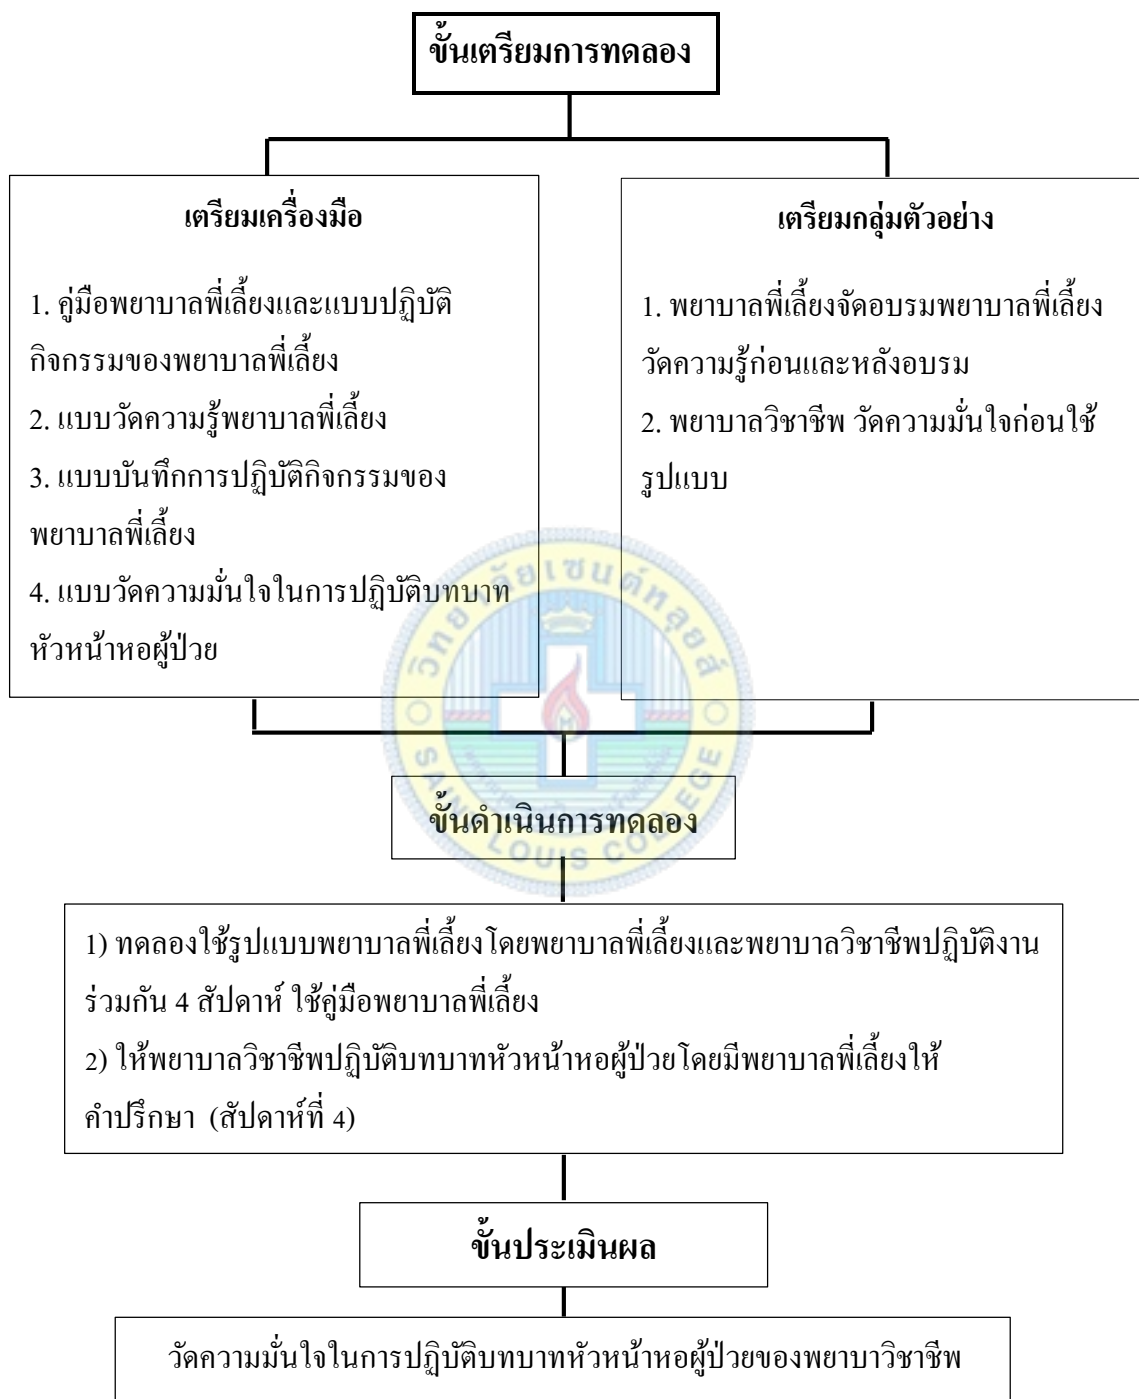 ขั้นเตรียมการทดลอง
เตรียมเครื่องมือ
1. คู่มือพยาบาลพี่เลี้ยงและแบบปฏิบัติ
กิจกรรมของพยาบาลพี่เลี้ยง
2. แบบวัดความรู้พยาบาลพี่เลี้ยง
3. แบบบันทึกการปฏิบัติกิจกรรมของ
พยาบาลพี่เลี้ยง
4. แบบวัดความมั่นใจในการปฏิบัติบทบาท
หัวหน้าหอผู้ป่วย
เตรียมกลุ่มตัวอย่าง
1. พยาบาลพี่เลี้ยงจัดอบรมพยาบาลพี่เลี้ยง
วัดความรู้ก่อนและหลังอบรม
2. พยาบาลวิชาชีพ วัดความมั่นใจก่อนใช้
รูปแบบ
วิทยาลัยเซนต์หลุยส์
SAINT LOUIS COLLEGE
ขั้นดำเนินการทดลอง
1) ทดลองใช้รูปแบบพยาบาลพี่เลี้ยงโดยพยาบาลพี่เลี้ยงและพยาบาลวิชาชีพปฏิบัติงาน
ร่วมกัน 4 สัปดาห์ ใช้คู่มือพยาบาลพี่เลี้ยง
2) ให้พยาบาลวิชาชีพปฏิบัติบทบาทหัวหน้าหอผู้ป่วยโดยมีพยาบาลพี่เลี้ยงให้
คำปรึกษา (สัปดาห์ที่ 4)
ขั้นประเมินผล
วัดความมั่นใจในการปฏิบัติบทบาทหัวหน้าหอผู้ป่วยของพยาบาวิชาชีพ